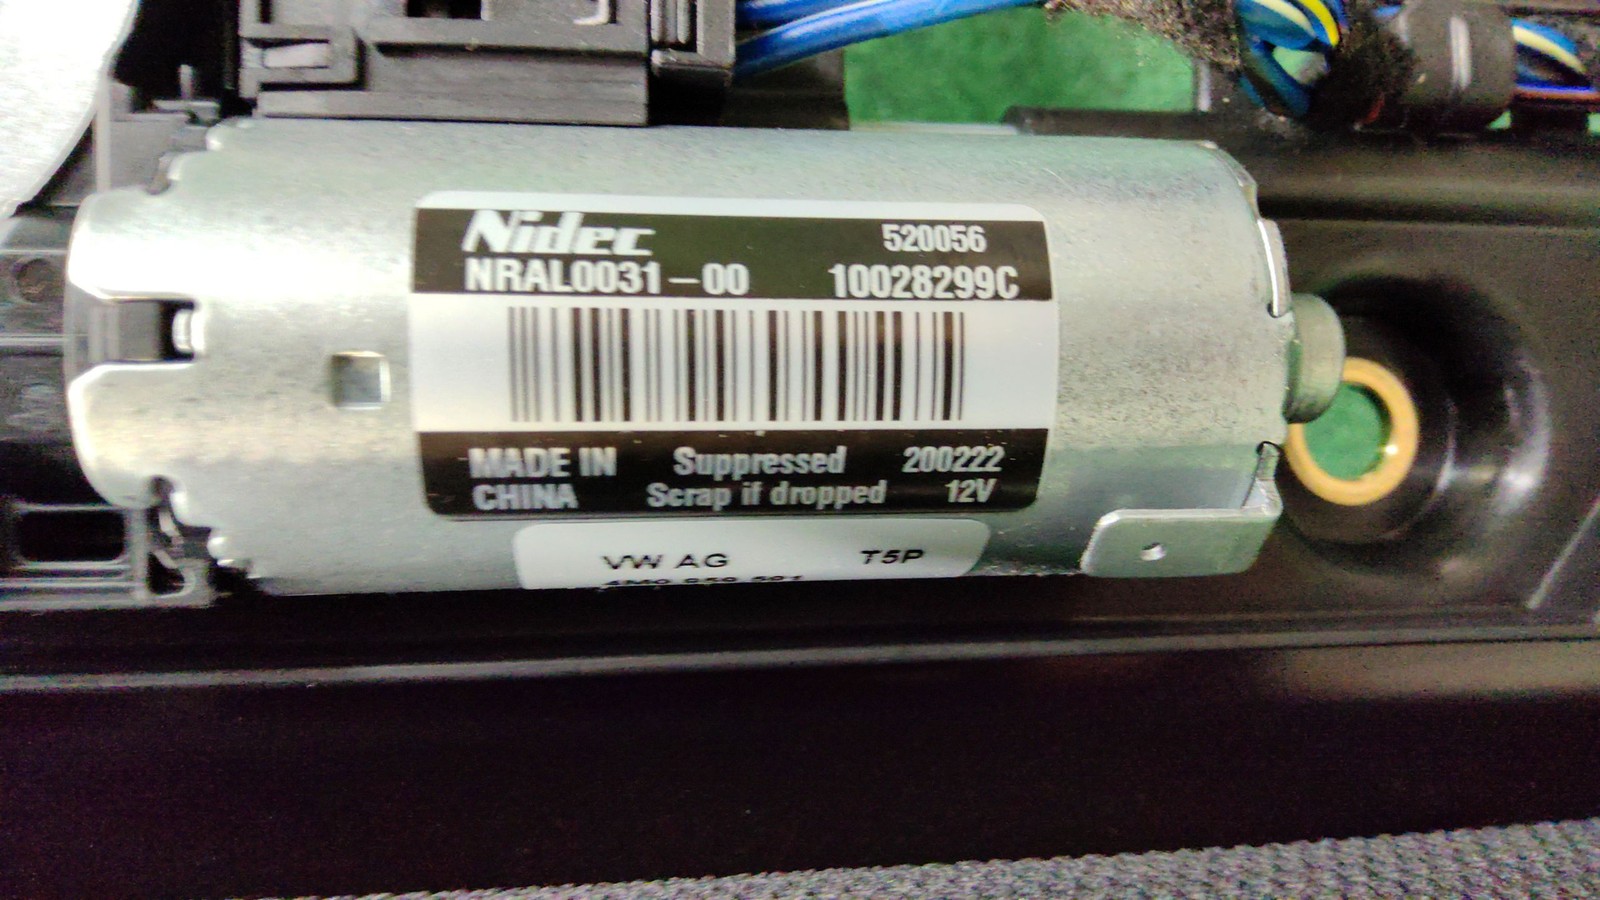 Nidec 520056
NRAL0031-00 10028299C
MADE IN Suppressed 200222
CHINA Scrap if dropped 12V
VW AG T5P